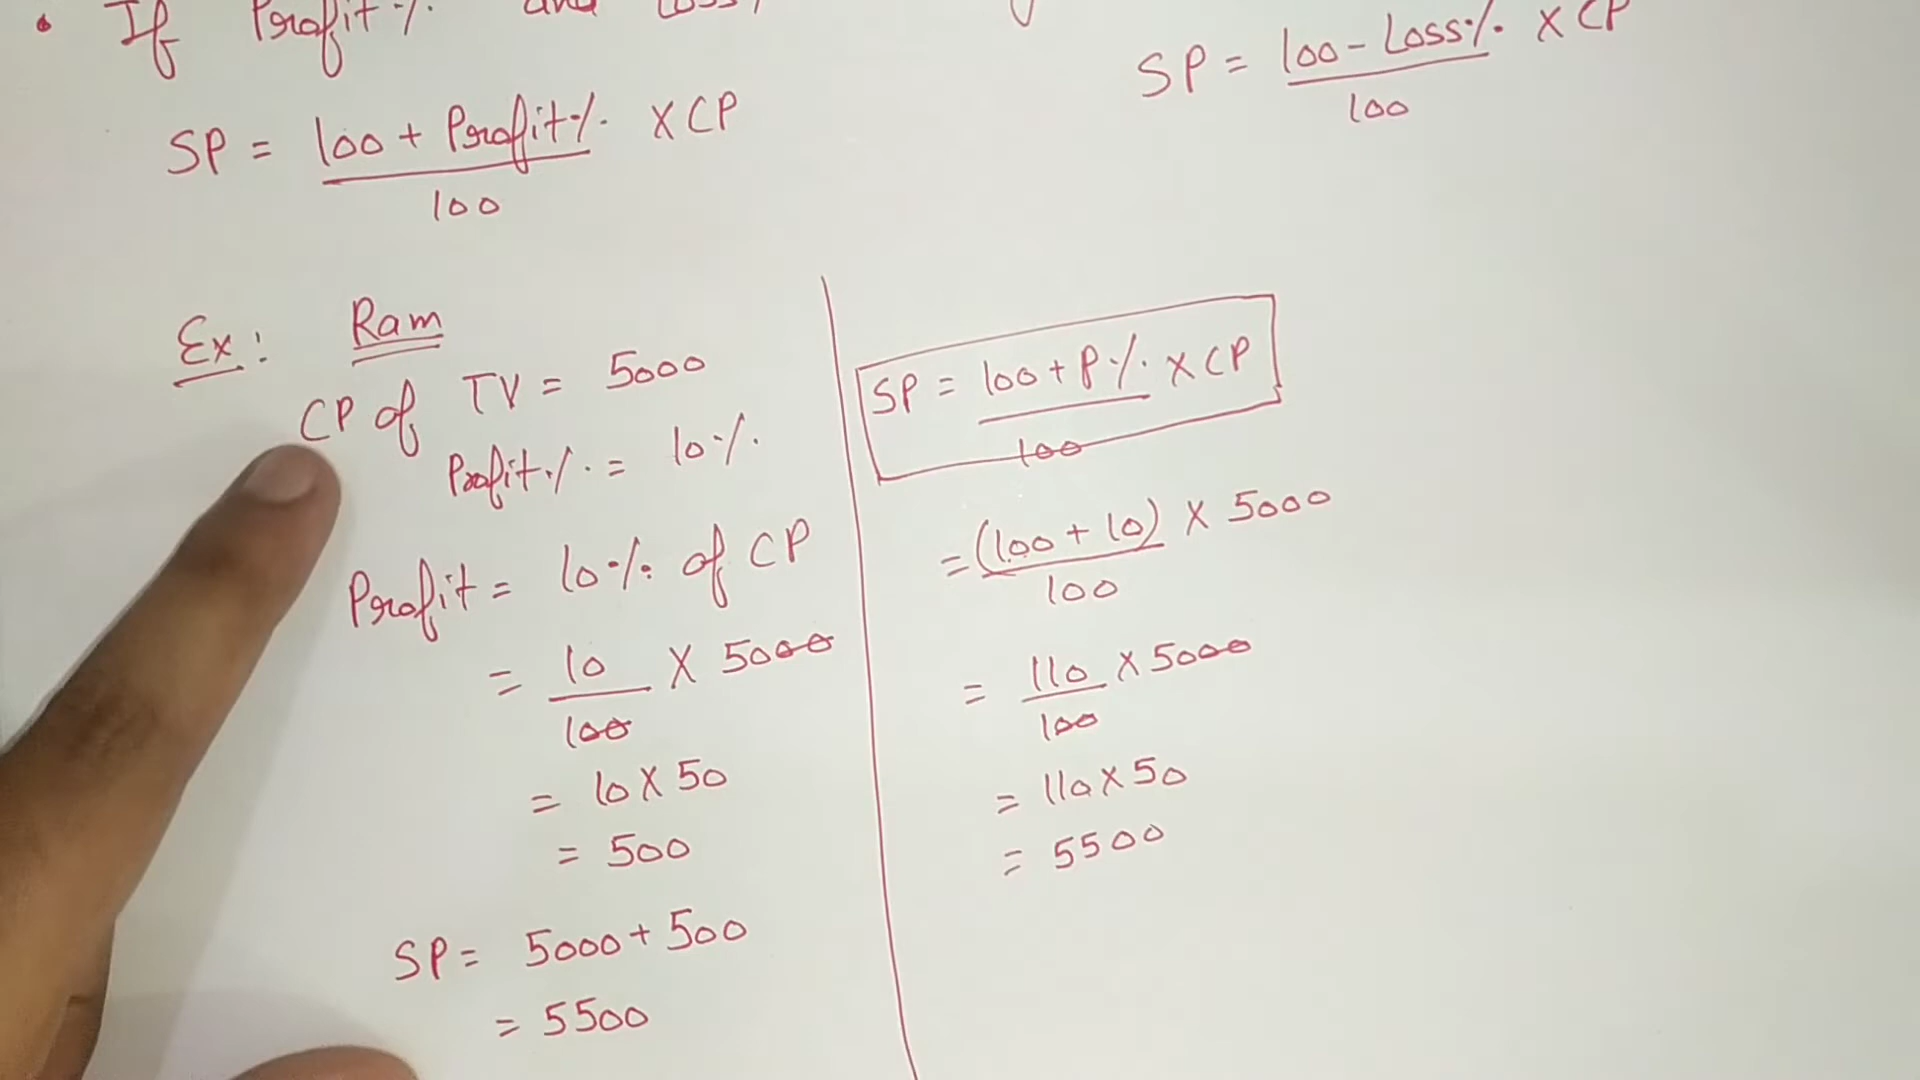 • If Profit% and Loss%
SP = 100 + Profit% × CP
100
SP = 100 - Loss% × CP
100
Ex: Ram
CP of TV = 5000
Profit% = 10%
Profit = 10% of CP
= 10 × 5000
100
= 10 × 50
= 500
SP = 5000 + 500
= 5500
SP = 100 + P% × CP
100
= (100 + 10) × 5000
100
= 110 × 5000
100
= 110 × 50
= 5500